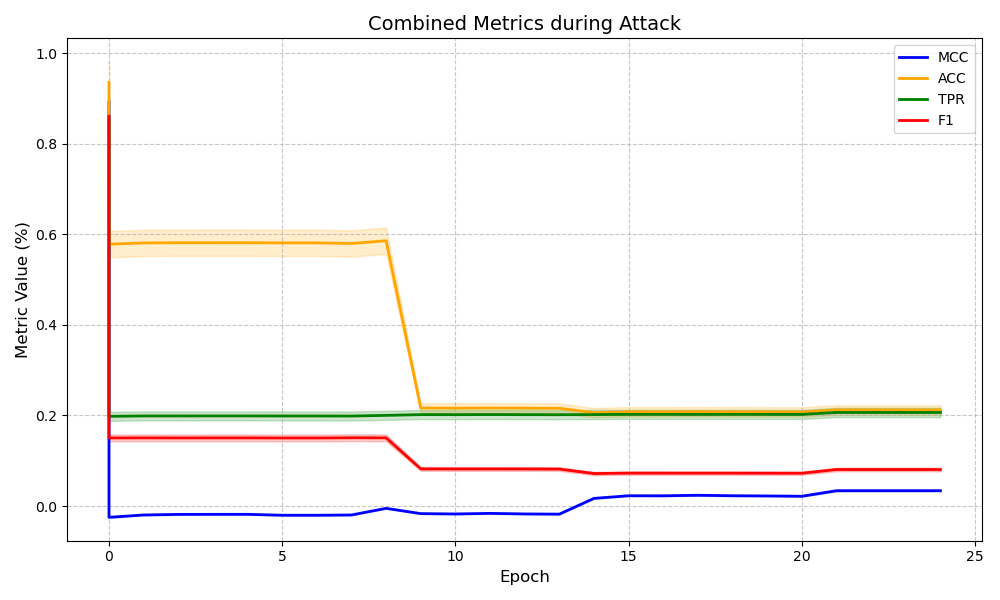 Combined Metrics during Attack
Metric Value (%)
1.0
0.8
0.6
0.4
0.2
0.0
MCC
ACC
TPR
F1
0
5
10
15
20
25
Epoch